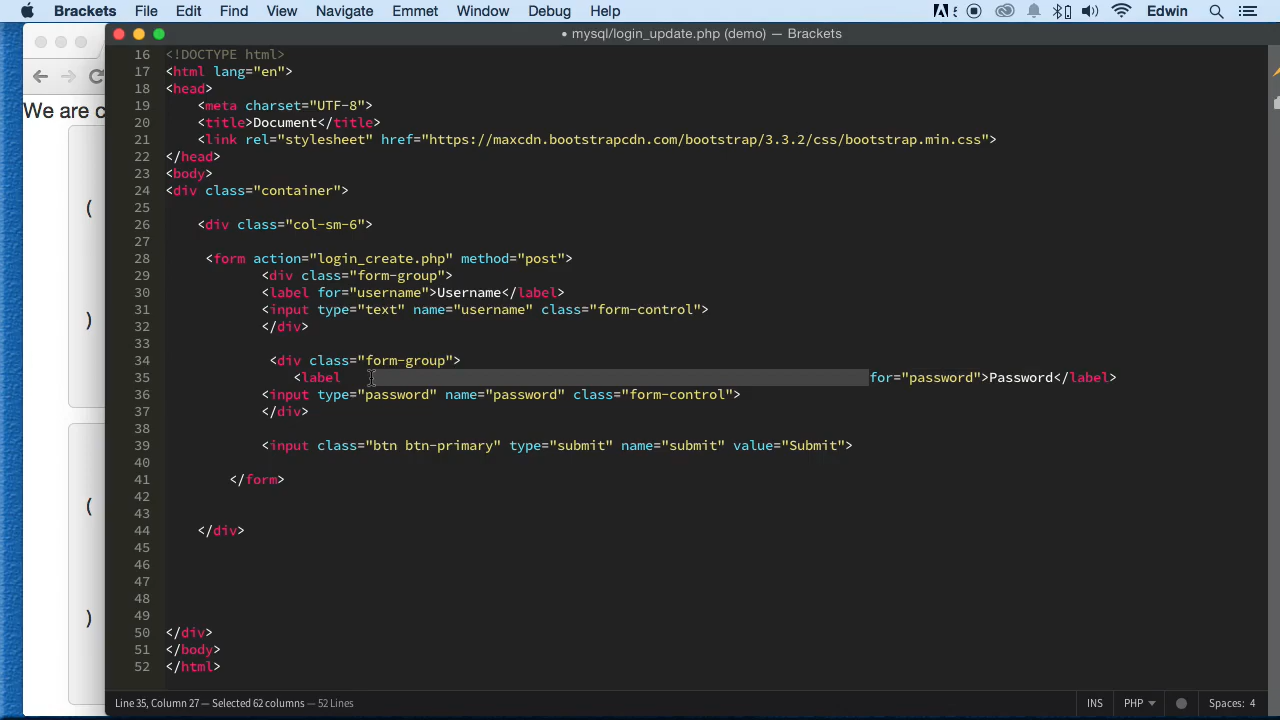 Brackets File Edit Find View Navigate Emmet Window Debug Help Edwin
mysql/login_update.php (demo) — Brackets
We are c
(
)
(
)
16 <!DOCTYPE html>
17 <html lang="en">
18 <head>
19 <meta charset="UTF-8">
20 <title>Document</title>
21 <link rel="stylesheet" href="https://maxcdn.bootstrapcdn.com/bootstrap/3.3.2/css/bootstrap.min.css">
22 </head>
23 <body>
24 <div class="container">
25
26 <div class="col-sm-6">
27
28 <form action="login_create.php" method="post">
29 <div class="form-group">
30 <label for="username">Username</label>
31 <input type="text" name="username" class="form-control">
32 </div>
33
34 <div class="form-group">
35 <label for="password">Password</label>
36 <input type="password" name="password" class="form-control">
37 </div>
38
39 <input class="btn btn-primary" type="submit" name="submit" value="Submit">
40
41 </form>
42
43
44 </div>
45
46
47
48
49
50 </div>
51 </body>
52 </html>
Line 35, Column 27 — Selected 62 columns — 52 Lines INS PHP Spaces: 4